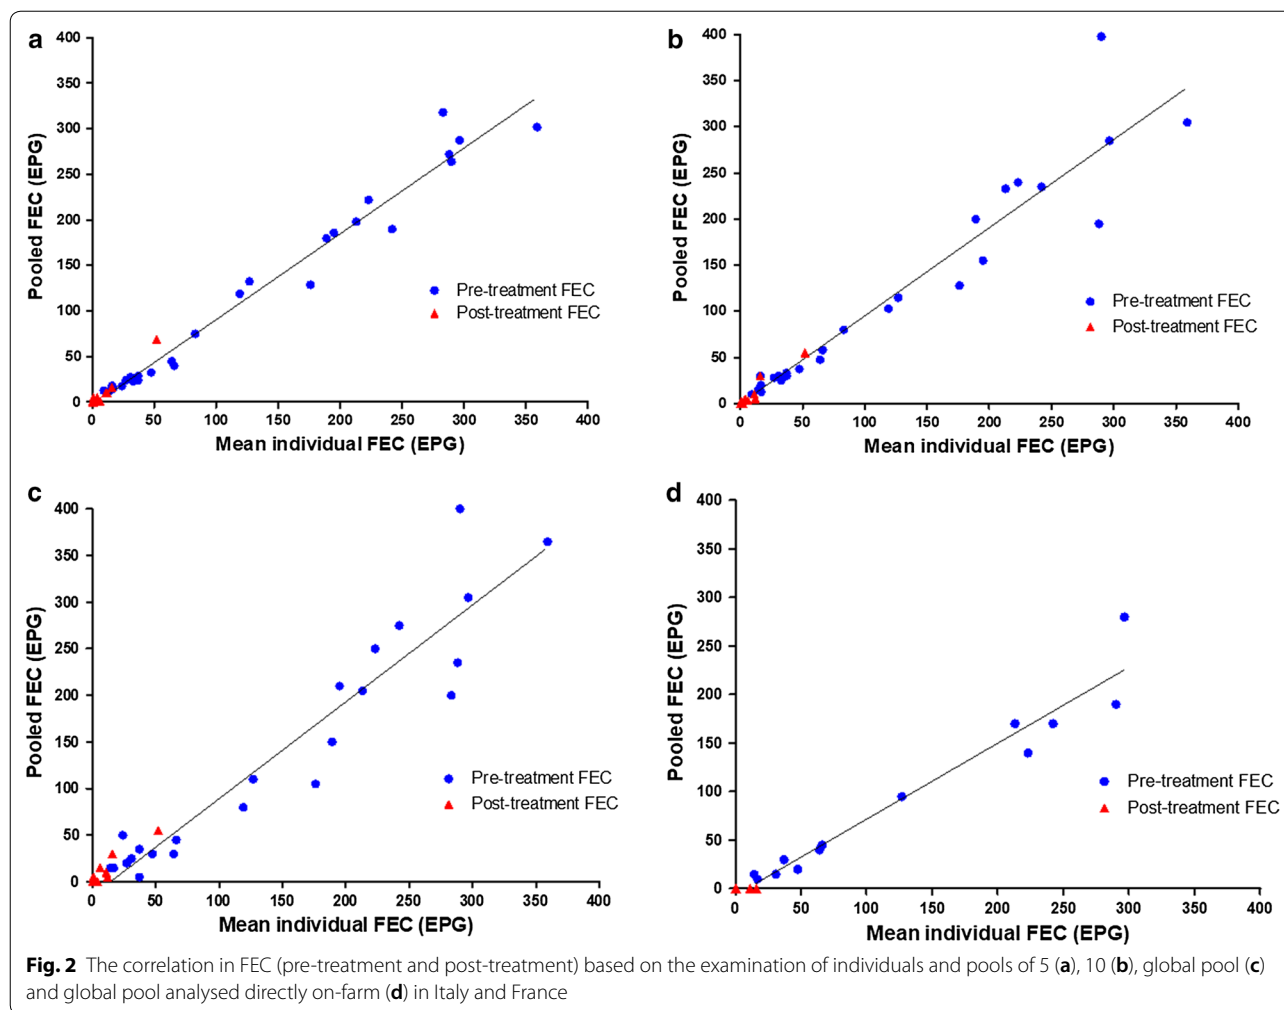 a
400
350
300
250
200
150
100
50
0
Pooled FEC (EPG)
0 50 100 150 200 250 300 350 400
Mean individual FEC (EPG)
Pre-treatment FEC
Post-treatment FEC
b
400
350
300
250
200
150
100
50
0
Pooled FEC (EPG)
0 50 100 150 200 250 300 350 400
Mean individual FEC (EPG)
Pre-treatment FEC
Post-treatment FEC
c
400
350
300
250
200
150
100
50
0
Pooled FEC (EPG)
0 50 100 150 200 250 300 350 400
Mean individual FEC (EPG)
Pre-treatment FEC
Post-treatment FEC
d
400
350
300
250
200
150
100
50
0
Pooled FEC (EPG)
0 50 100 150 200 250 300 350 400
Mean individual FEC (EPG)
Pre-treatment FEC
Post-treatment FEC
Fig. 2 The correlation in FEC (pre-treatment and post-treatment) based on the examination of individuals and pools of 5 (a), 10 (b), global pool (c)
and global pool analysed directly on-farm (d) in Italy and France